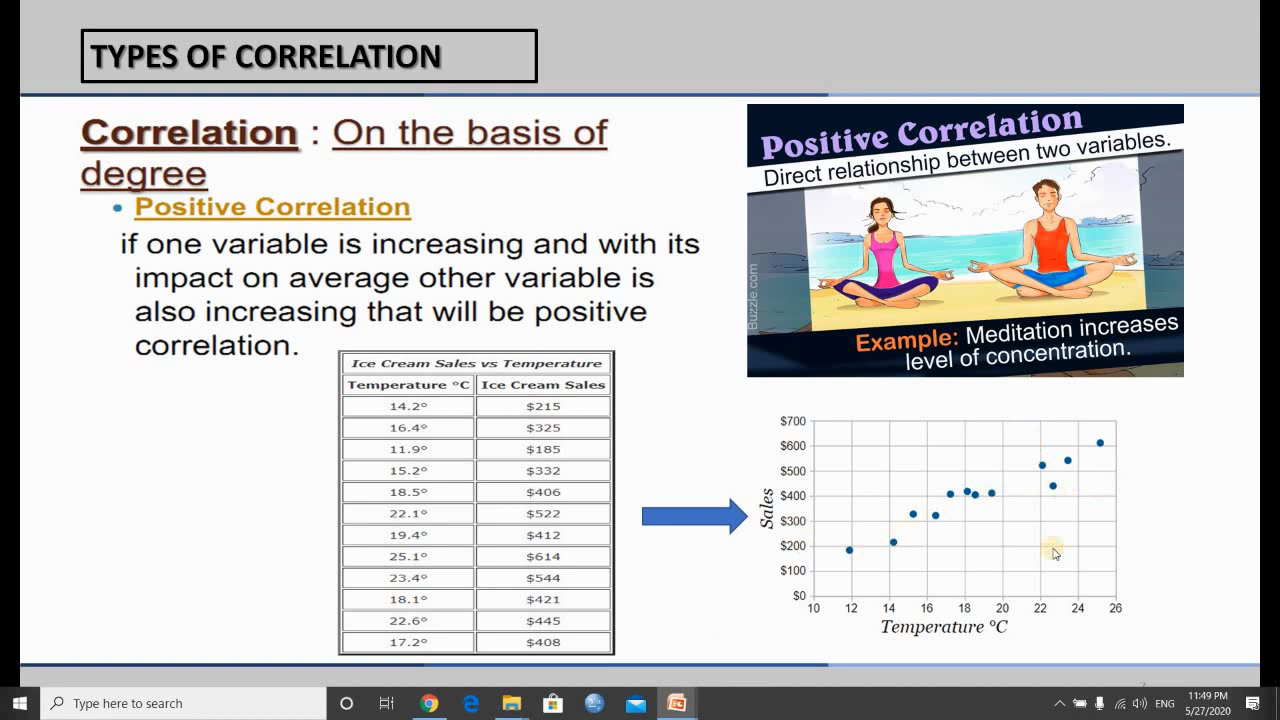 TYPES OF CORRELATION
Correlation : On the basis of
degree
• Positive Correlation
if one variable is increasing and with its
impact on average other variable is
also increasing that will be positive
correlation.
Positive Correlation
Direct relationship between two variables.
Buzzle.com
Example: Meditation increases
level of concentration.
Ice Cream Sales vs Temperature
Temperature °C Ice Cream Sales
14.2° $215
16.4° $325
11.9° $185
15.2° $332
18.5° $406
22.1° $522
19.4° $412
25.1° $614
23.4° $544
18.1° $421
22.6° $445
17.2° $408
$700
$600
$500
$400
$300
$200
$100
$0
Sales
10 12 14 16 18 20 22 24 26
Temperature °C
Type here to search
ENG
11:49 PM
5/27/2020